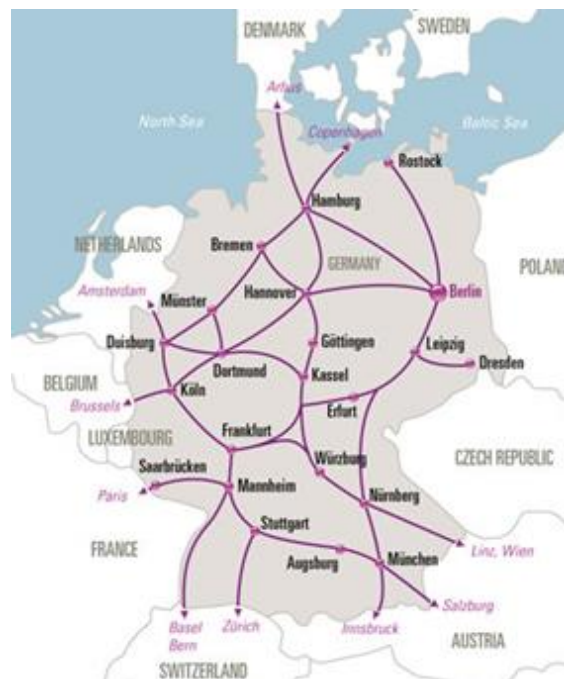 DENMARK
SWEDEN
Arhus
North Sea
Copenhagen
Baltic Sea
Rostock
Hamburg
NETHERLANDS
Bremen
GERMANY
POLAND
Amsterdam
Münster
Hannover
Berlin
Duisburg
Göttingen
Leipzig
Dortmund
Kassel
Dresden
BELGIUM
Köln
Brussels
Erfurt
LUXEMBOURG
Frankfurt
CZECH REPUBLIC
Saarbrücken
Würzburg
Paris
Mannheim
Nürnberg
Stuttgart
FRANCE
Linz, Wien
Augsburg
München
Salzburg
Basel
Bern
Zürich
Innsbruck
AUSTRIA
SWITZERLAND